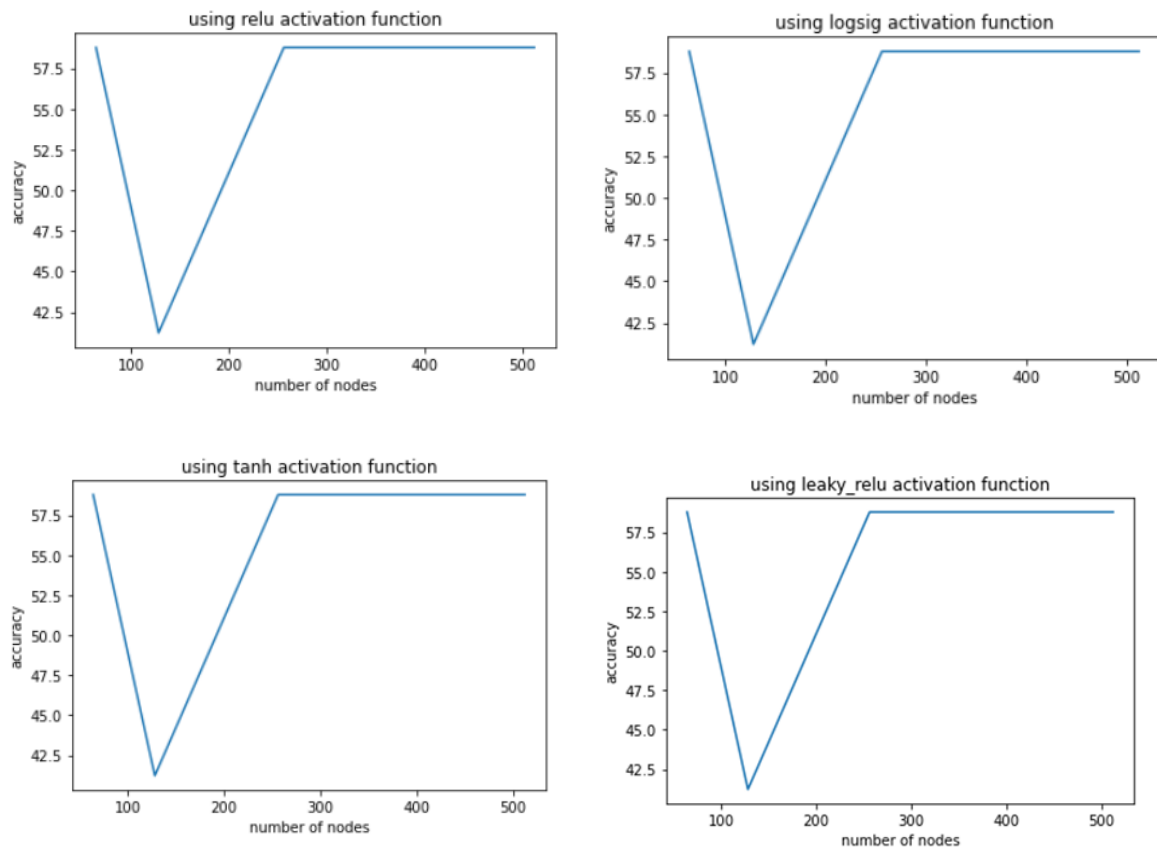 using relu activation function
57.5
55.0
52.5
50.0
47.5
45.0
42.5
accuracy
100 200 300 400 500
number of nodes
using logsig activation function
57.5
55.0
52.5
50.0
47.5
45.0
42.5
accuracy
100 200 300 400 500
number of nodes
using tanh activation function
57.5
55.0
52.5
50.0
47.5
45.0
42.5
accuracy
100 200 300 400 500
number of nodes
using leaky_relu activation function
57.5
55.0
52.5
50.0
47.5
45.0
42.5
accuracy
100 200 300 400 500
number of nodes